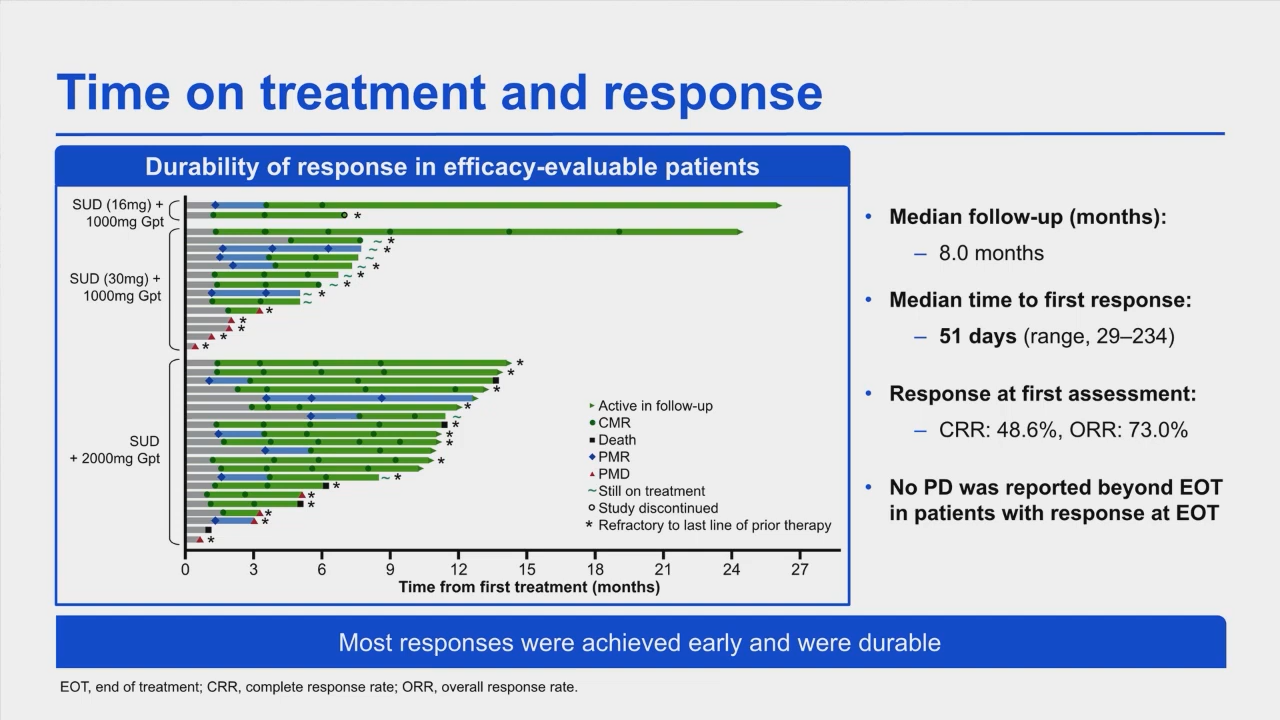 Time on treatment and response
Durability of response in efficacy-evaluable patients
SUD (16mg) +
1000mg Gpt
SUD (30mg) +
1000mg Gpt
SUD
+ 2000mg Gpt
Active in follow-up
CMR
Death
PMR
PMD
~ Still on treatment
Study discontinued
* Refractory to last line of prior therapy
0 3 6 9 12 15 18 21 24 27
Time from first treatment (months)
• Median follow-up (months):
– 8.0 months
• Median time to first response:
– 51 days (range, 29–234)
• Response at first assessment:
– CRR: 48.6%, ORR: 73.0%
• No PD was reported beyond EOT
in patients with response at EOT
Most responses were achieved early and were durable
EOT, end of treatment; CRR, complete response rate; ORR, overall response rate.